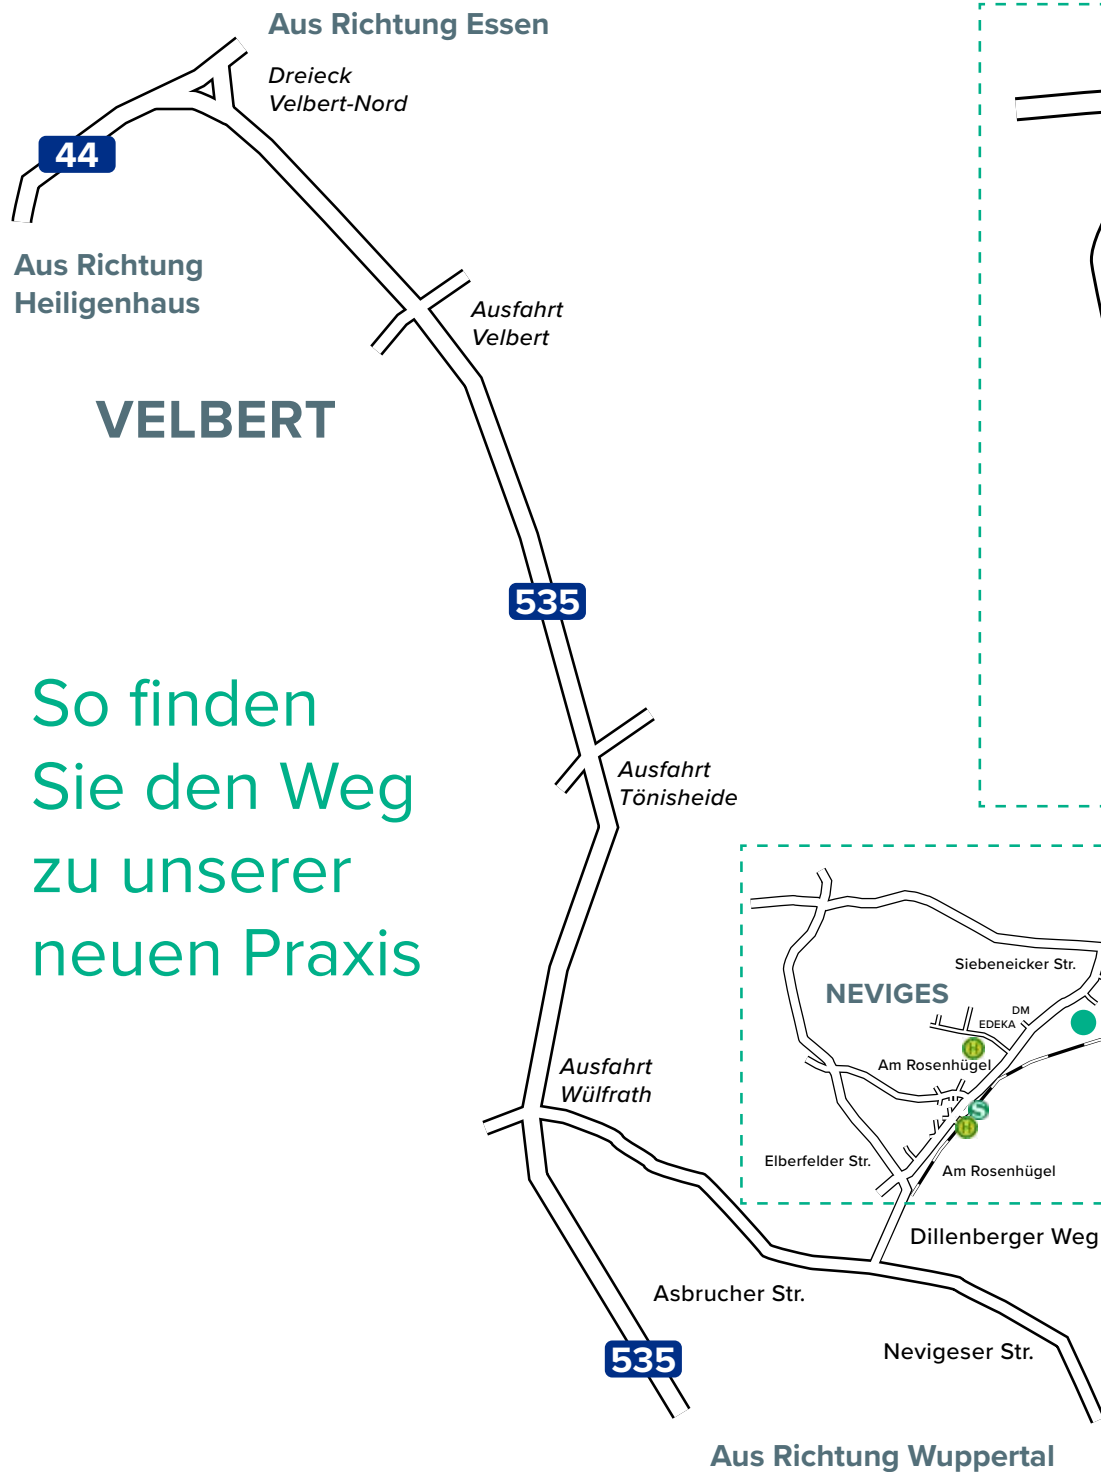 Aus Richtung Essen
Dreieck
Velbert-Nord
44
Aus Richtung
Heiligenhaus
Ausfahrt
Velbert
VELBERT
535
So finden
Sie den Weg
zu unserer
neuen Praxis
Ausfahrt
Tönisheide
Siebeneicker Str.
NEVIGES
DM
EDEKA
H
Am Rosenhügel
Ausfahrt
Wülfrath
S
H
Elberfelder Str.
Am Rosenhügel
Dillenberger Weg
Asbrucher Str.
Nevigeser Str.
535
Aus Richtung Wuppertal